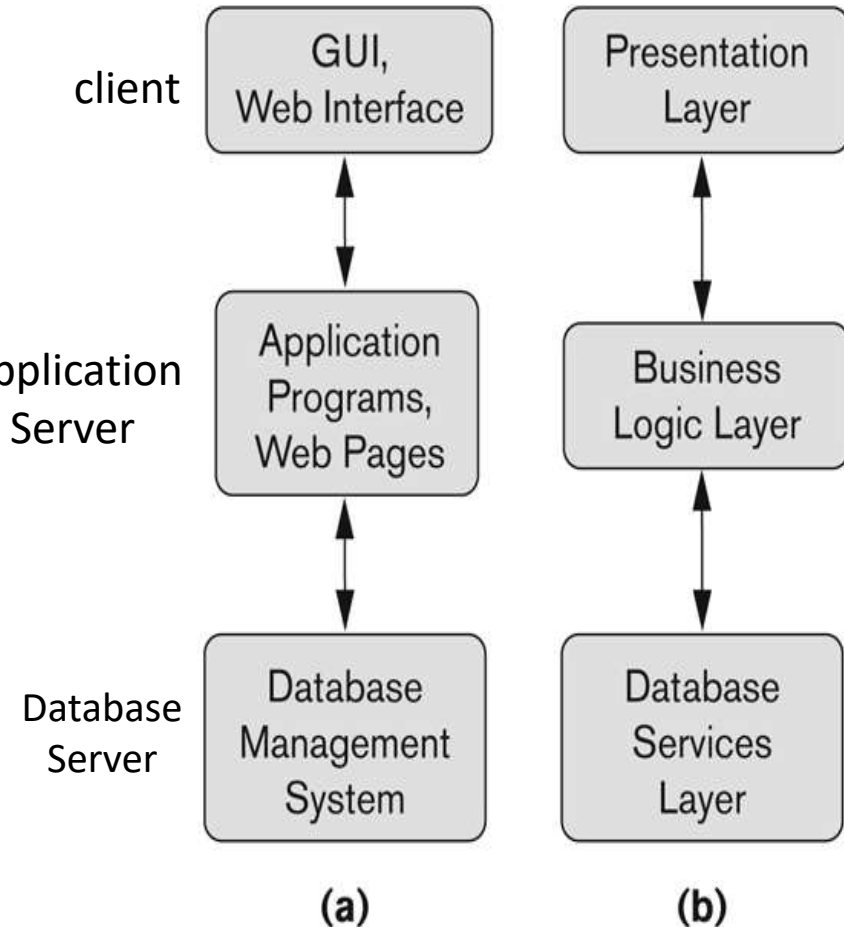 client
GUI,
Web Interface
Presentation
Layer
pplication
Server
Application
Programs,
Web Pages
Business
Logic Layer
Database
Server
Database
Management
System
Database
Services
Layer
(a)
(b)